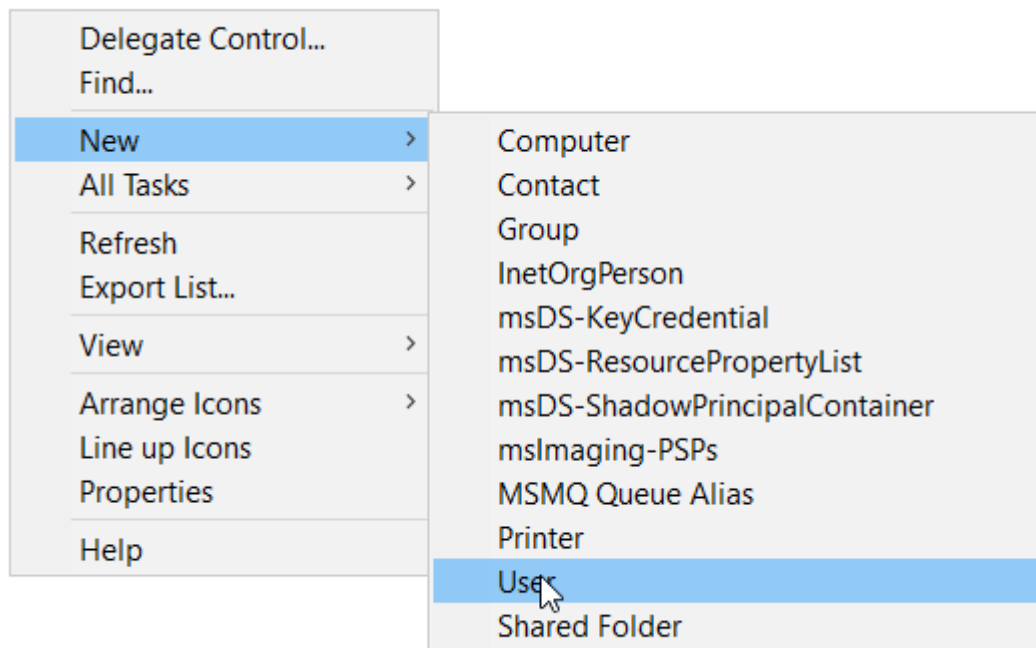 Delegate Control...
Find...
New
All Tasks
Refresh
Export List...
View
Arrange Icons
Line up Icons
Properties
Help
Computer
Contact
Group
InetOrgPerson
msDS-KeyCredential
msDS-ResourcePropertyList
msDS-ShadowPrincipalContainer
msImaging-PSPs
MSMQ Queue Alias
Printer
User
Shared Folder